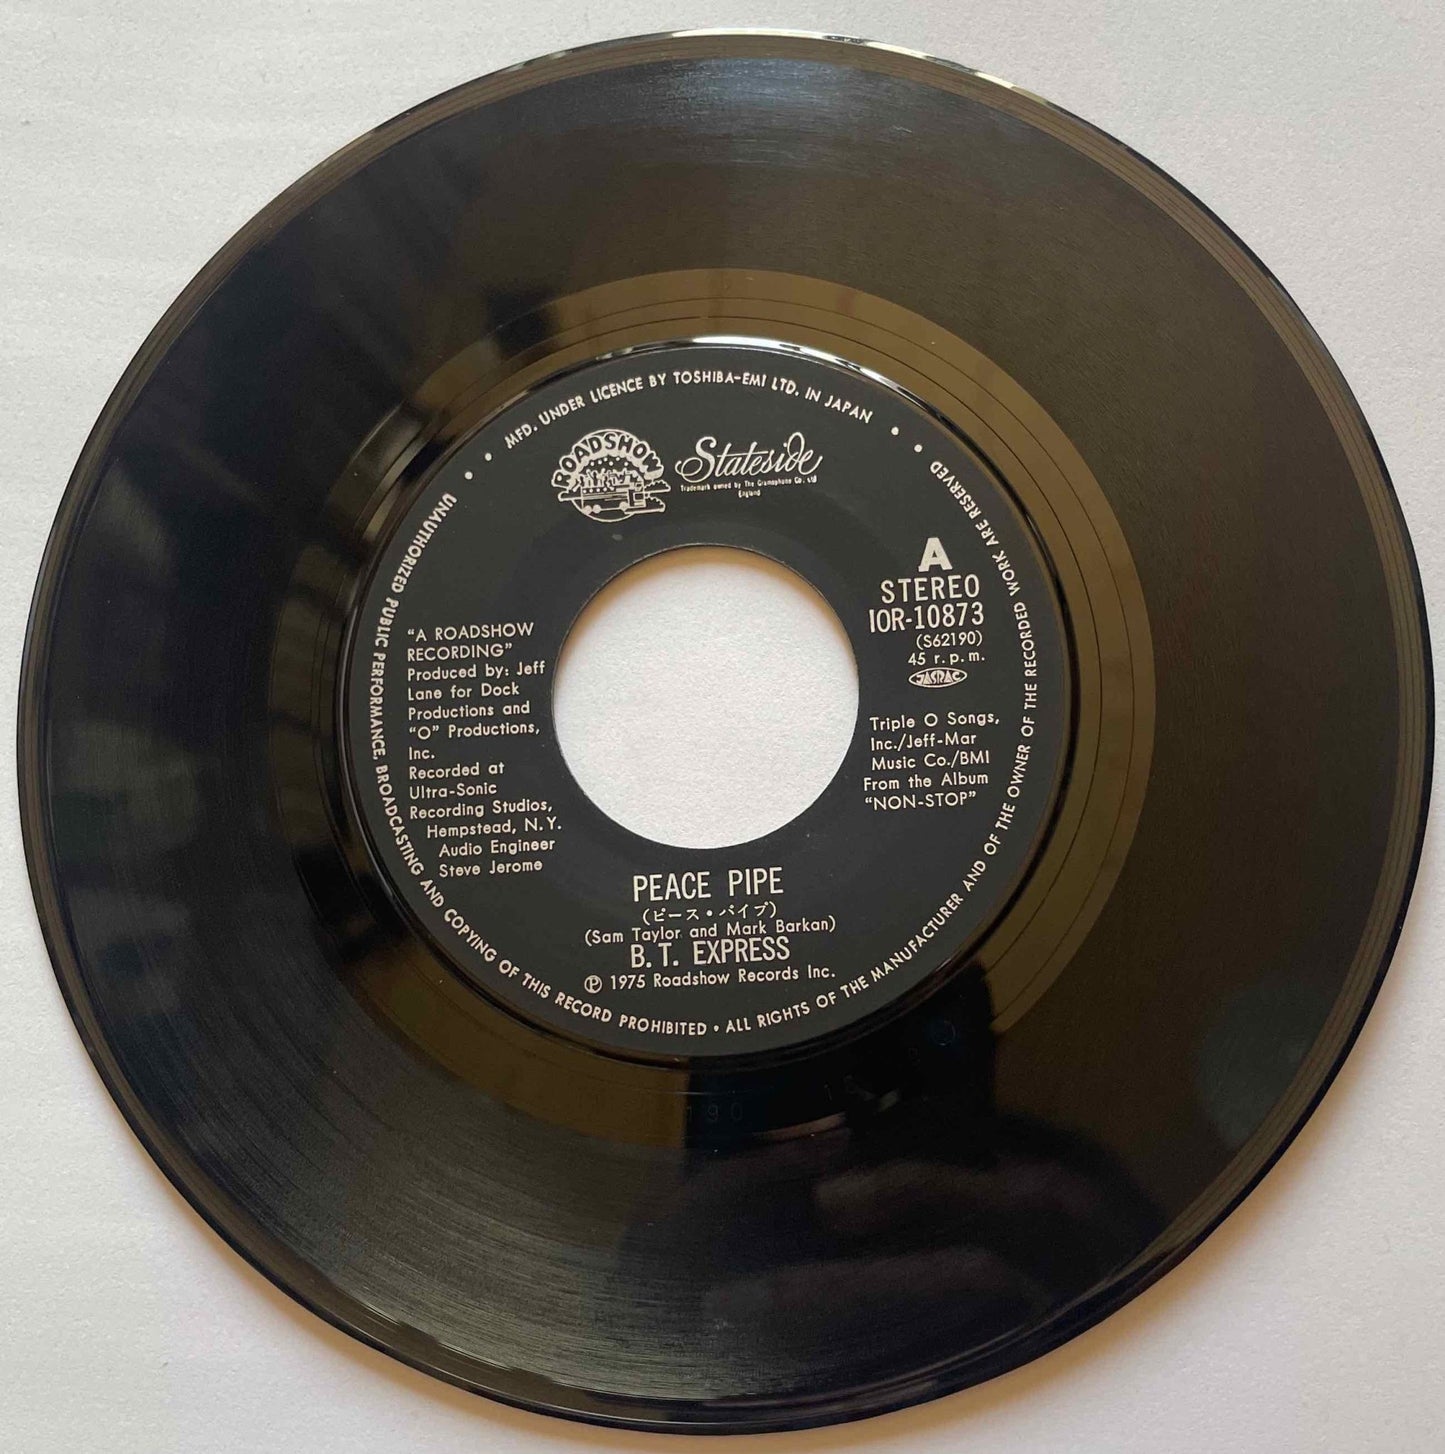 MFD. UNDER LICENCE BY TOSHIBA-EMI LTD. IN JAPAN
ROADSHOW
Stateside
Trademark owned by The Gramophone Co. Ltd
England
A
STEREO
IOR-10873
(S62190)
45 r.p.m.
JASRAC
"A ROADSHOW
RECORDING"
Produced by: Jeff
Lane for Dock
Productions and
"O" Productions,
Inc.
Recorded at
Ultra-Sonic
Recording Studios,
Hempstead, N.Y.
Audio Engineer
Steve Jerome
Triple O Songs,
Inc./Jeff-Mar
Music Co./BMI
From the Album
"NON-STOP"
PEACE PIPE
(ピース・パイプ)
(Sam Taylor and Mark Barkan)
B.T. EXPRESS
Ⓟ 1975 Roadshow Records Inc.
UNAUTHORIZED PUBLIC PERFORMANCE, BROADCASTING AND COPYING OF THIS RECORD PROHIBITED • ALL RIGHTS OF THE MANUFACTURER AND OF THE OWNER OF THE RECORDED WORK ARE RESERVED